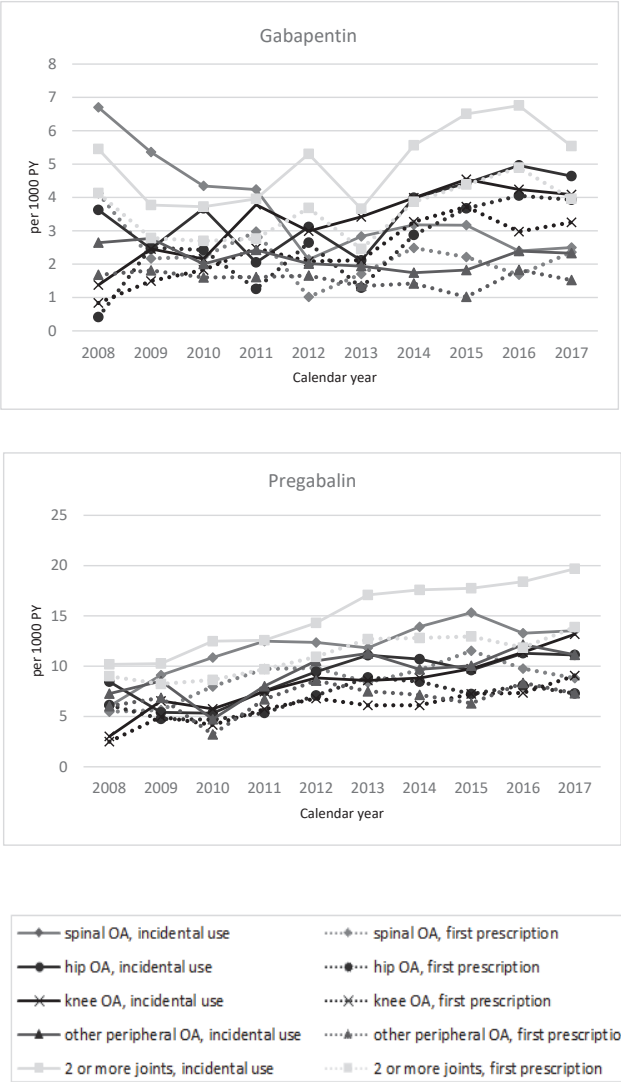 Gabapentin
8
7
6
5
4
3
2
1
0
per 1000 PY
2008 2009 2010 2011 2012 2013 2014 2015 2016 2017
Calendar year
Pregabalin
25
20
15
10
5
0
per 1000 PY
2008 2009 2010 2011 2012 2013 2014 2015 2016 2017
Calendar year
spinal OA, incidental use spinal OA, first prescription
hip OA, incidental use hip OA, first prescription
knee OA, incidental use knee OA, first prescription
other peripheral OA, incidental use other peripheral OA, first prescriptio
2 or more joints, incidental use 2 or more joints, first prescription